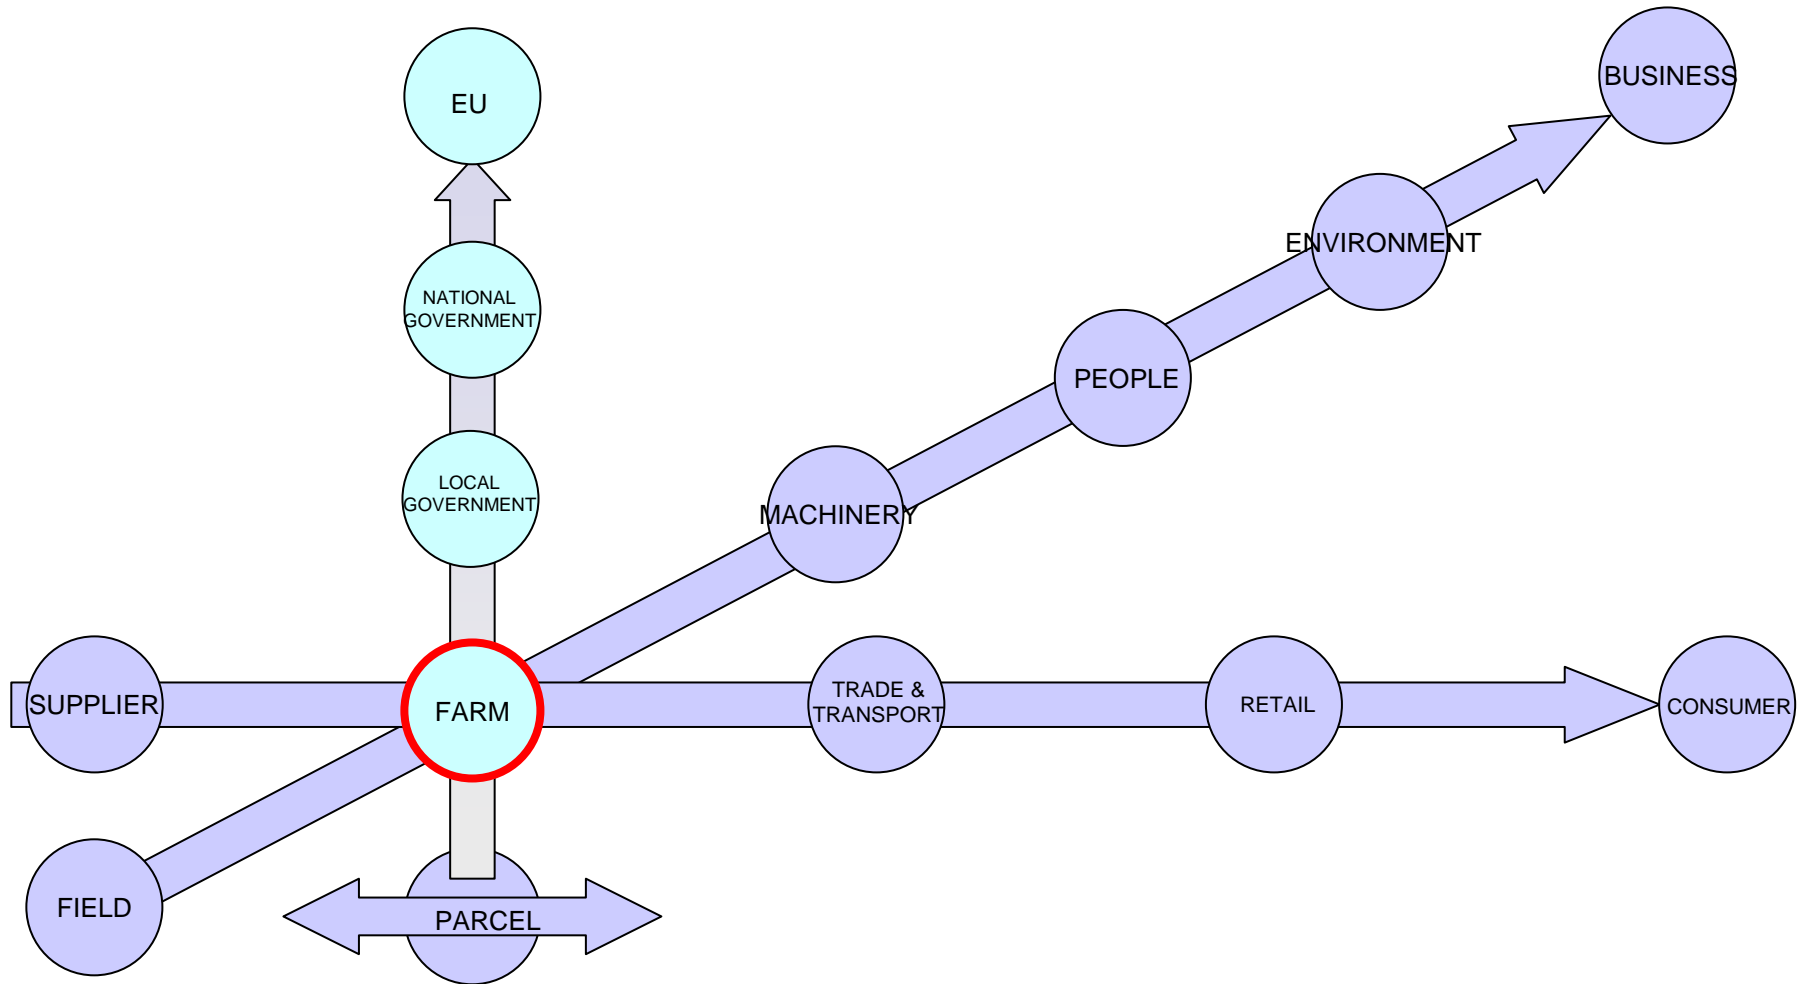 EU
BUSINESS
ENVIRONMENT
NATIONAL
GOVERNMENT
PEOPLE
LOCAL
GOVERNMENT
MACHINERY
SUPPLIER
FARM
TRADE &
TRANSPORT
RETAIL
CONSUMER
FIELD
PARCEL